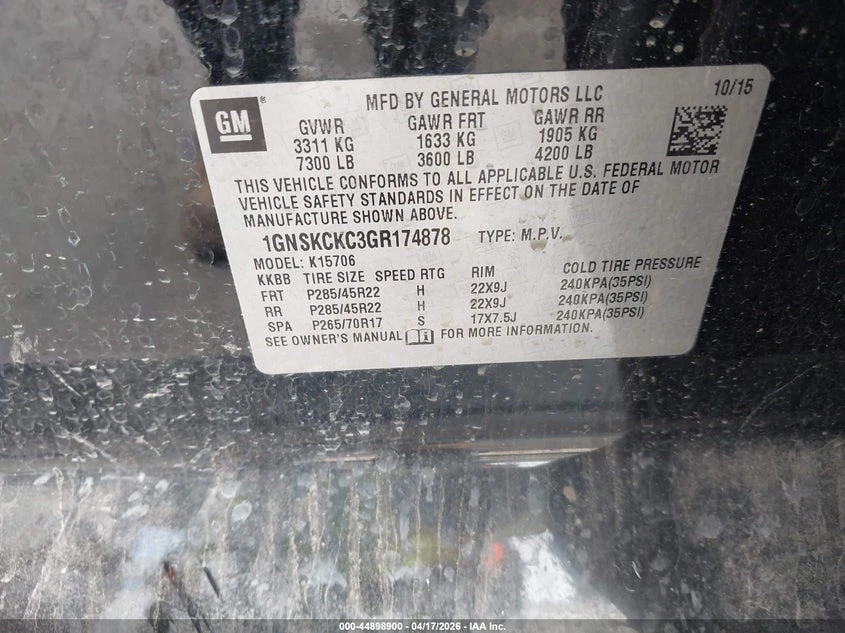 10/15
GM ®
MFD BY GENERAL MOTORS LLC
GVWR GAWR FRT GAWR RR
3311 KG 1633 KG 1905 KG
7300 LB 3600 LB 4200 LB
THIS VEHICLE CONFORMS TO ALL APPLICABLE U.S. FEDERAL MOTOR
VEHICLE SAFETY STANDARDS IN EFFECT ON THE DATE OF
MANUFACTURE SHOWN ABOVE.
1GNSKCKC3GR174878 TYPE: M.P.V.
MODEL: K15706
KKBB TIRE SIZE SPEED RTG RIM COLD TIRE PRESSURE
FRT P285/45R22 H 22X9J 240KPA(35PSI)
RR P285/45R22 H 22X9J 240KPA(35PSI)
SPA P265/70R17 S 17X7.5J 240KPA(35PSI)
SEE OWNER'S MANUAL FOR MORE INFORMATION.
000-44898900 04/17/2026 IAA Inc.